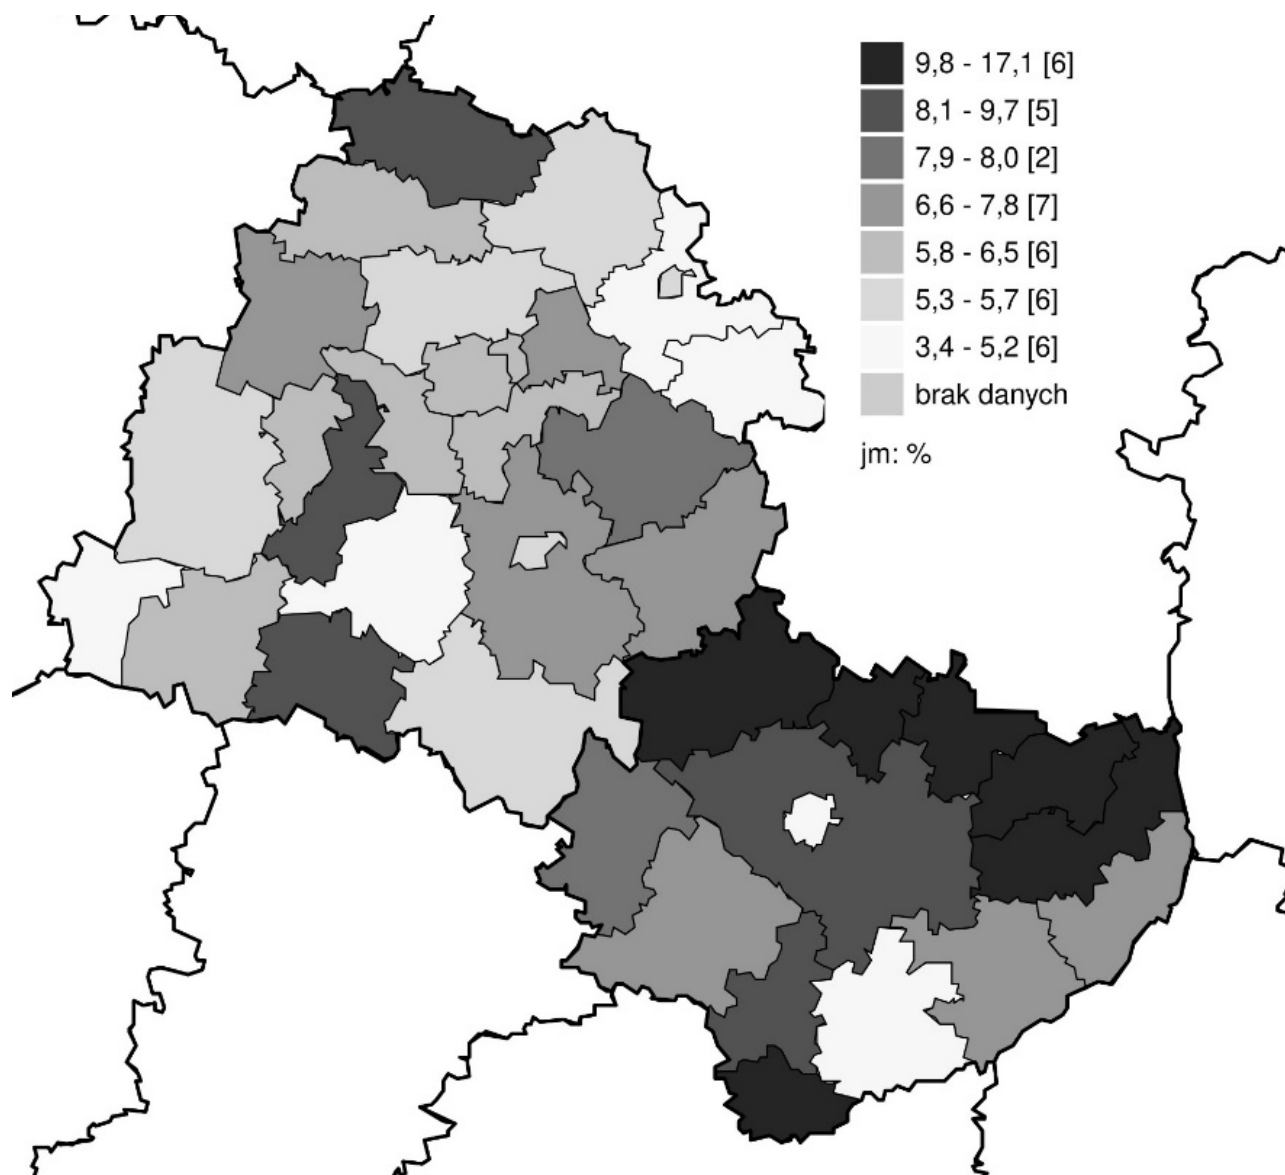 9,8 - 17,1 [6]
8,1 - 9,7 [5]
7,9 - 8,0 [2]
6,6 - 7,8 [7]
5,8 - 6,5 [6]
5,3 - 5,7 [6]
3,4 - 5,2 [6]
brak danych
jm: %